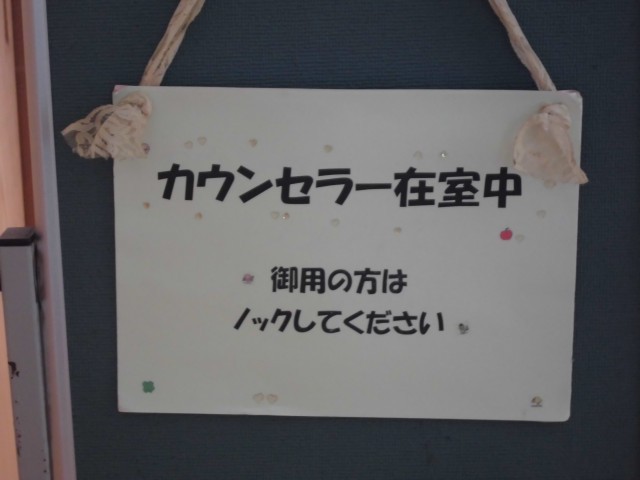 カウンセラー在室中
御用の方は
ノックしてください